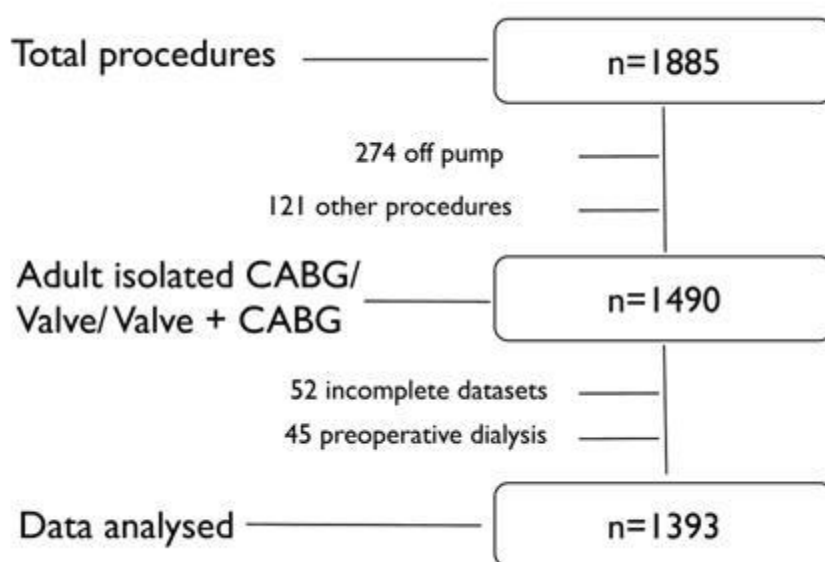 Total procedures
n=1885
274 off pump
121 other procedures
Adult isolated CABG/
Valve/ Valve + CABG
n=1490
52 incomplete datasets
45 preoperative dialysis
Data analysed
n=1393